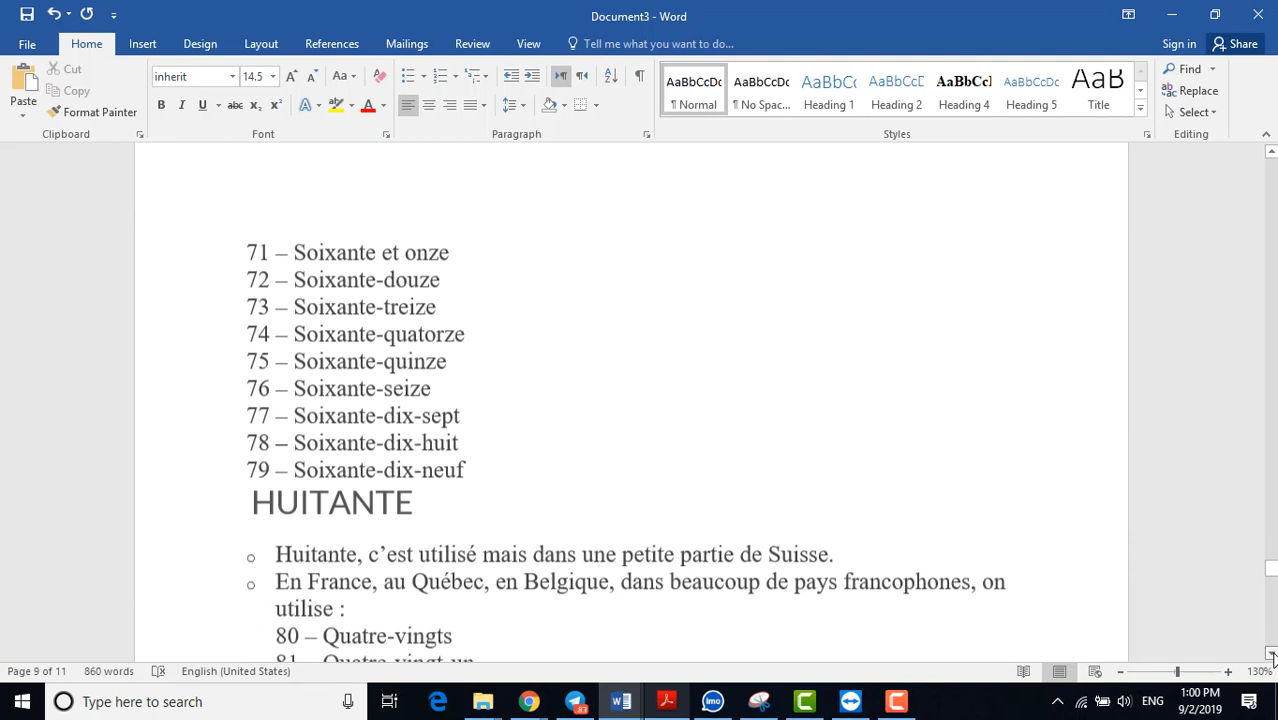 Document3 - Word
File Home Insert Design Layout References Mailings Review View Tell me what you want to do... Sign in Share
Paste Cut Copy Format Painter
inherit 14.5
AaBbCcDc AaBbCcDc AaBbCc AaBbCcD AaBbCcI AaBbCcDc AaB
¶ Normal ¶ No Spac... Heading 1 Heading 2 Heading 4 Heading 5 Title
Find Replace Select
Clipboard Font Paragraph Styles Editing
71 – Soixante et onze
72 – Soixante-douze
73 – Soixante-treize
74 – Soixante-quatorze
75 – Soixante-quinze
76 – Soixante-seize
77 – Soixante-dix-sept
78 – Soixante-dix-huit
79 – Soixante-dix-neuf
HUITANTE
o Huitante, c’est utilisé mais dans une petite partie de Suisse.
o En France, au Québec, en Belgique, dans beaucoup de pays francophones, on
utilise :
80 – Quatre-vingts
81 – Quatre-vingt-un
Page 9 of 11 860 words English (United States) 130%
Type here to search 83 imo ENG 1:00 PM
9/2/2019